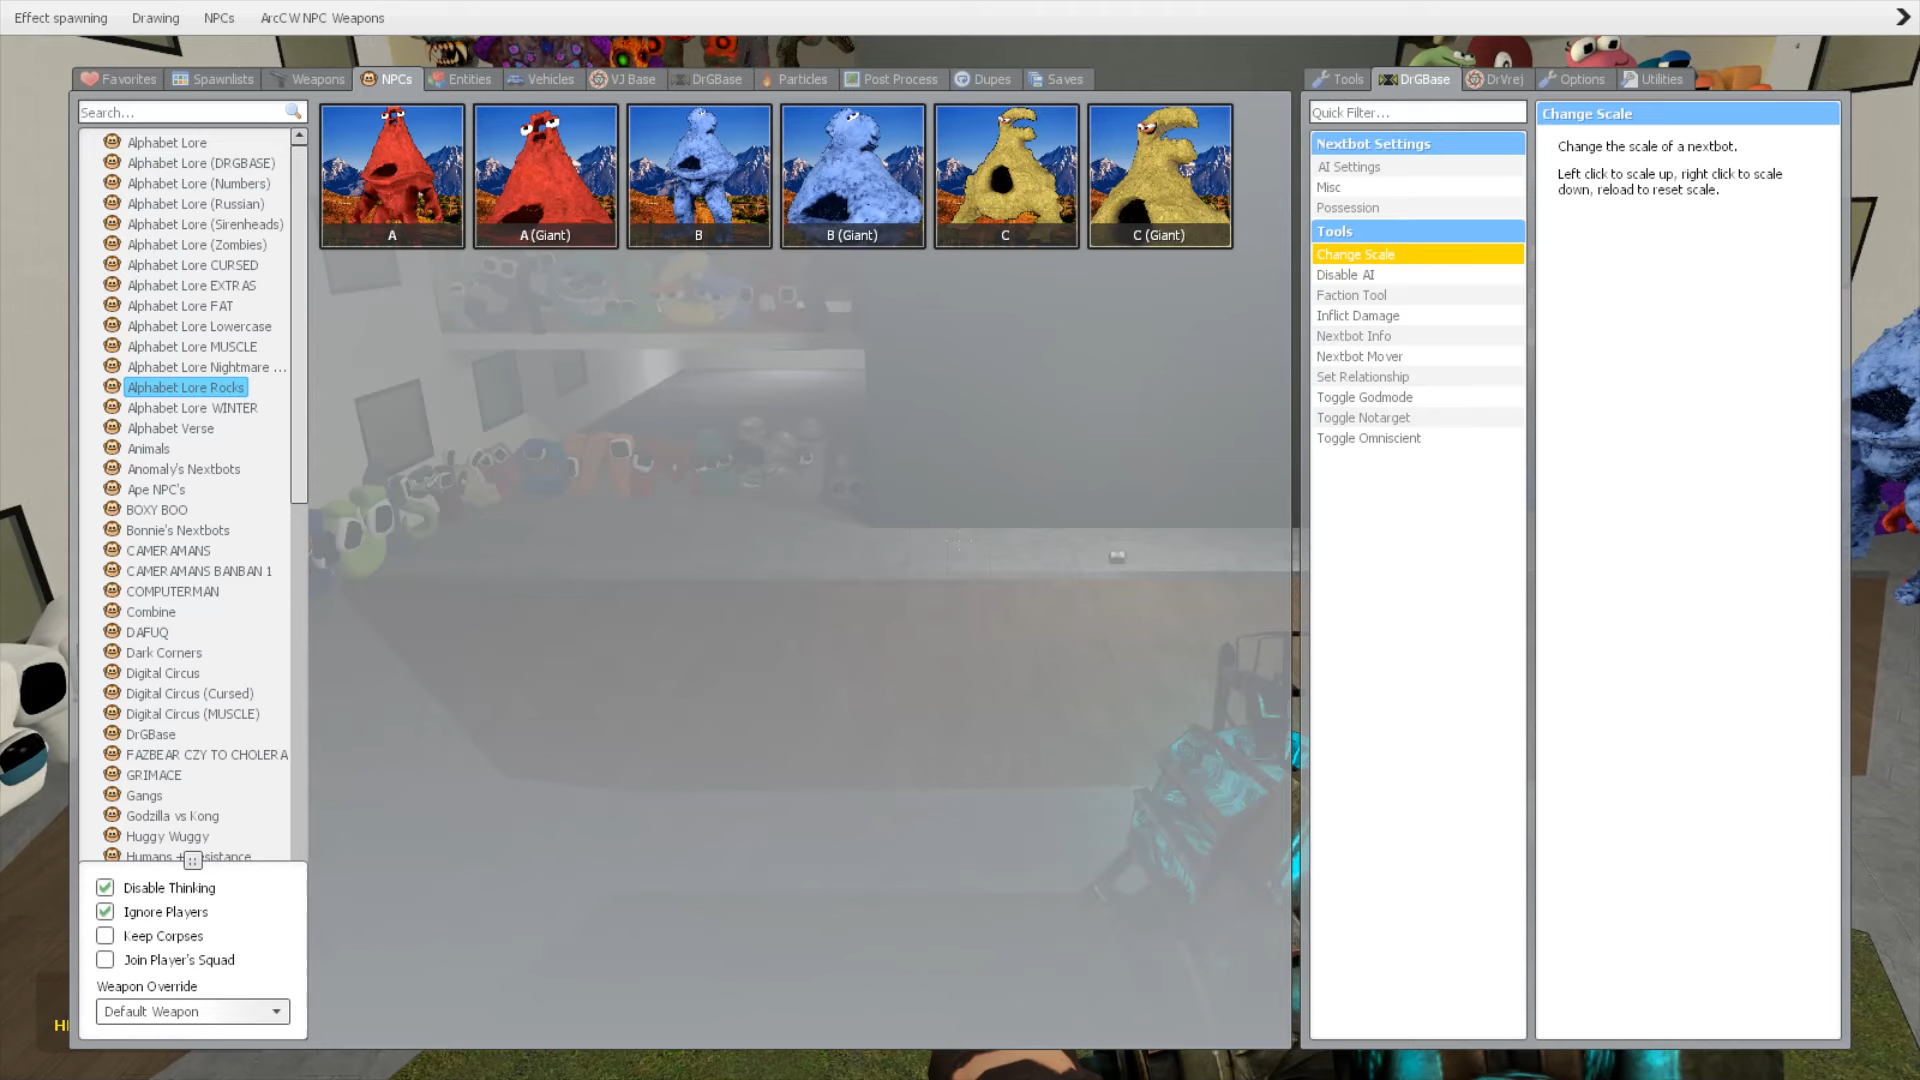 Effect spawning
Drawing
NPCs
ArcCW NPC Weapons
Favorites
Spawnlists
Weapons
NPCs
Entities
Vehicles
VJ Base
DrGBase
Particles
Post Process
Dupes
Saves
Tools
DrGBase
DrVrej
Options
Utilities
Search...
Alphabet Lore
Alphabet Lore (DRGBASE)
Alphabet Lore (Numbers)
Alphabet Lore (Russian)
Alphabet Lore (Sirenheads)
Alphabet Lore (Zombies)
Alphabet Lore CURSED
Alphabet Lore EXTRAS
Alphabet Lore FAT
Alphabet Lore Lowercase
Alphabet Lore MUSCLE
Alphabet Lore Nightmare ...
Alphabet Lore Rocks
Alphabet Lore WINTER
Alphabet Verse
Animals
Anomaly's Nextbots
Ape NPC's
BOXY BOO
Bonnie's Nextbots
CAMERAMANS
CAMERAMANS BANBAN 1
COMPUTERMAN
Combine
DAFUQ
Dark Corners
Digital Circus
Digital Circus (Cursed)
Digital Circus (MUSCLE)
DrGBase
FAZBEAR CZY TO CHOLERA
GRIMACE
Gangs
Godzilla vs Kong
Huggy Wuggy
Humans +
Disable Thinking
Ignore Players
Keep Corpses
Join Player's Squad
Weapon Override
Default Weapon
A
A (Giant)
B
B (Giant)
C
C (Giant)
Quick Filter...
Nextbot Settings
AI Settings
Misc
Possession
Tools
Change Scale
Disable AI
Faction Tool
Inflict Damage
Nextbot Info
Nextbot Mover
Set Relationship
Toggle Godmode
Toggle Notarget
Toggle Omniscient
Change Scale
Change the scale of a nextbot.
Left click to scale up, right click to scale
down, reload to reset scale.